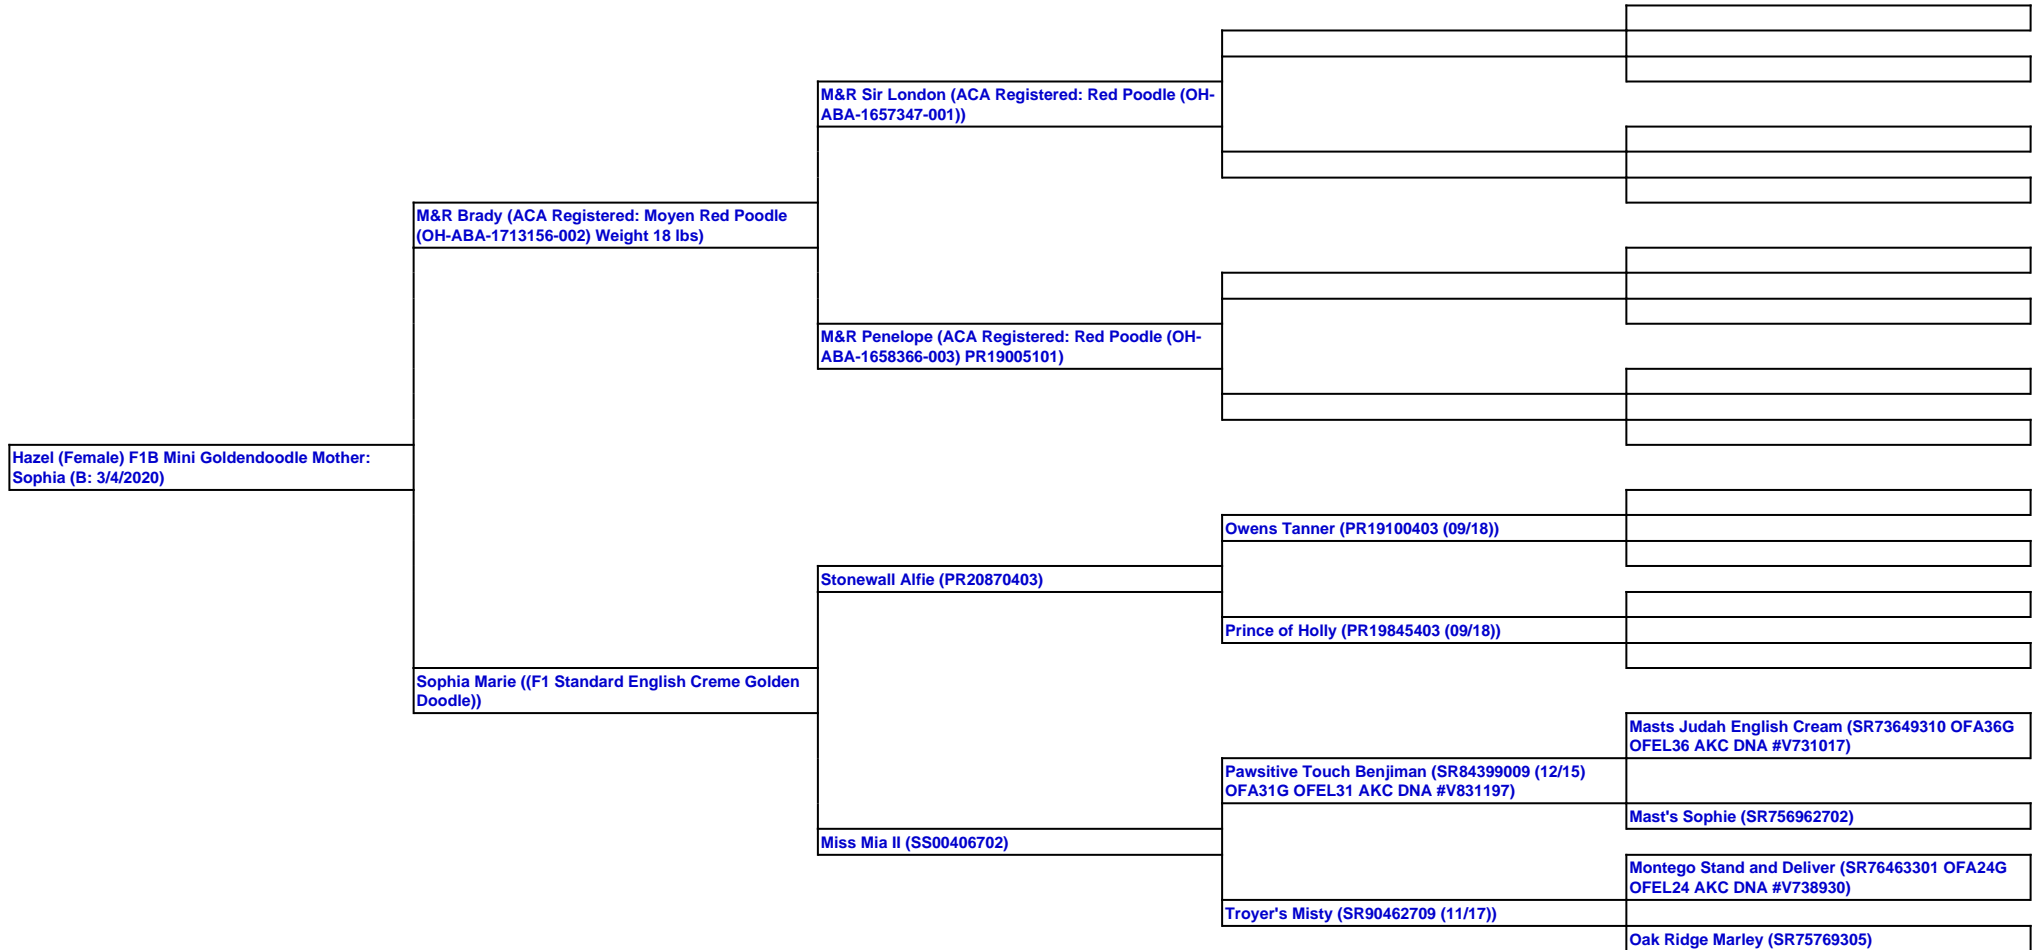 M&R Sir London (ACA Registered: Red Poodle (OH-
ABA-1657347-001))
M&R Brady (ACA Registered: Moyen Red Poodle
(OH-ABA-1713156-002) Weight 18 lbs)
M&R Penelope (ACA Registered: Red Poodle (OH-
ABA-1658366-003) PR19005101)
Hazel (Female) F1B Mini Goldendoodle Mother:
Sophia (B: 3/4/2020)
Owens Tanner (PR19100403 (09/18))
Stonewall Alfie (PR20870403)
Prince of Holly (PR19845403 (09/18))
Sophia Marie ((F1 Standard English Creme Golden
Doodle))
Masts Judah English Cream (SR73649310 OFA36G
OFEL36 AKC DNA #V731017)
Pawsitive Touch Benjiman (SR84399009 (12/15)
OFA31G OFEL31 AKC DNA #V831197)
Mast's Sophie (SR756962702)
Miss Mia II (SS00406702)
Montego Stand and Deliver (SR76463301 OFA24G
OFEL24 AKC DNA #V738930)
Troyer's Misty (SR90462709 (11/17))
Oak Ridge Marley (SR75769305)